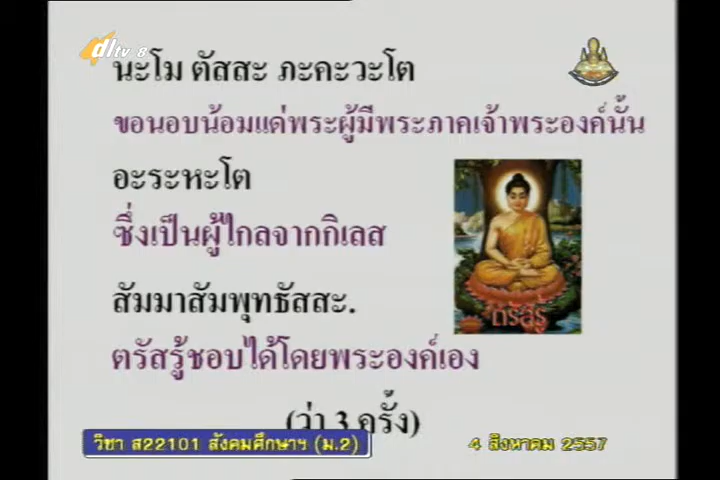 dltv 8
นะโม ตัสสะ ภะคะวะโต
ขอนอบน้อมแด่พระผู้มีพระภาคเจ้าพระองค์นั้น
อะระหะโต
ซึ่งเป็นผู้ไกลจากกิเลส
สัมมาสัมพุทธัสสะ.
ตรัสรู้
ตรัสรู้ชอบได้โดยพระองค์เอง
(ว่า 3 ครั้ง)
วิชา ส22101 สังคมศึกษาฯ (ม.2)
4 สิงหาคม 2557